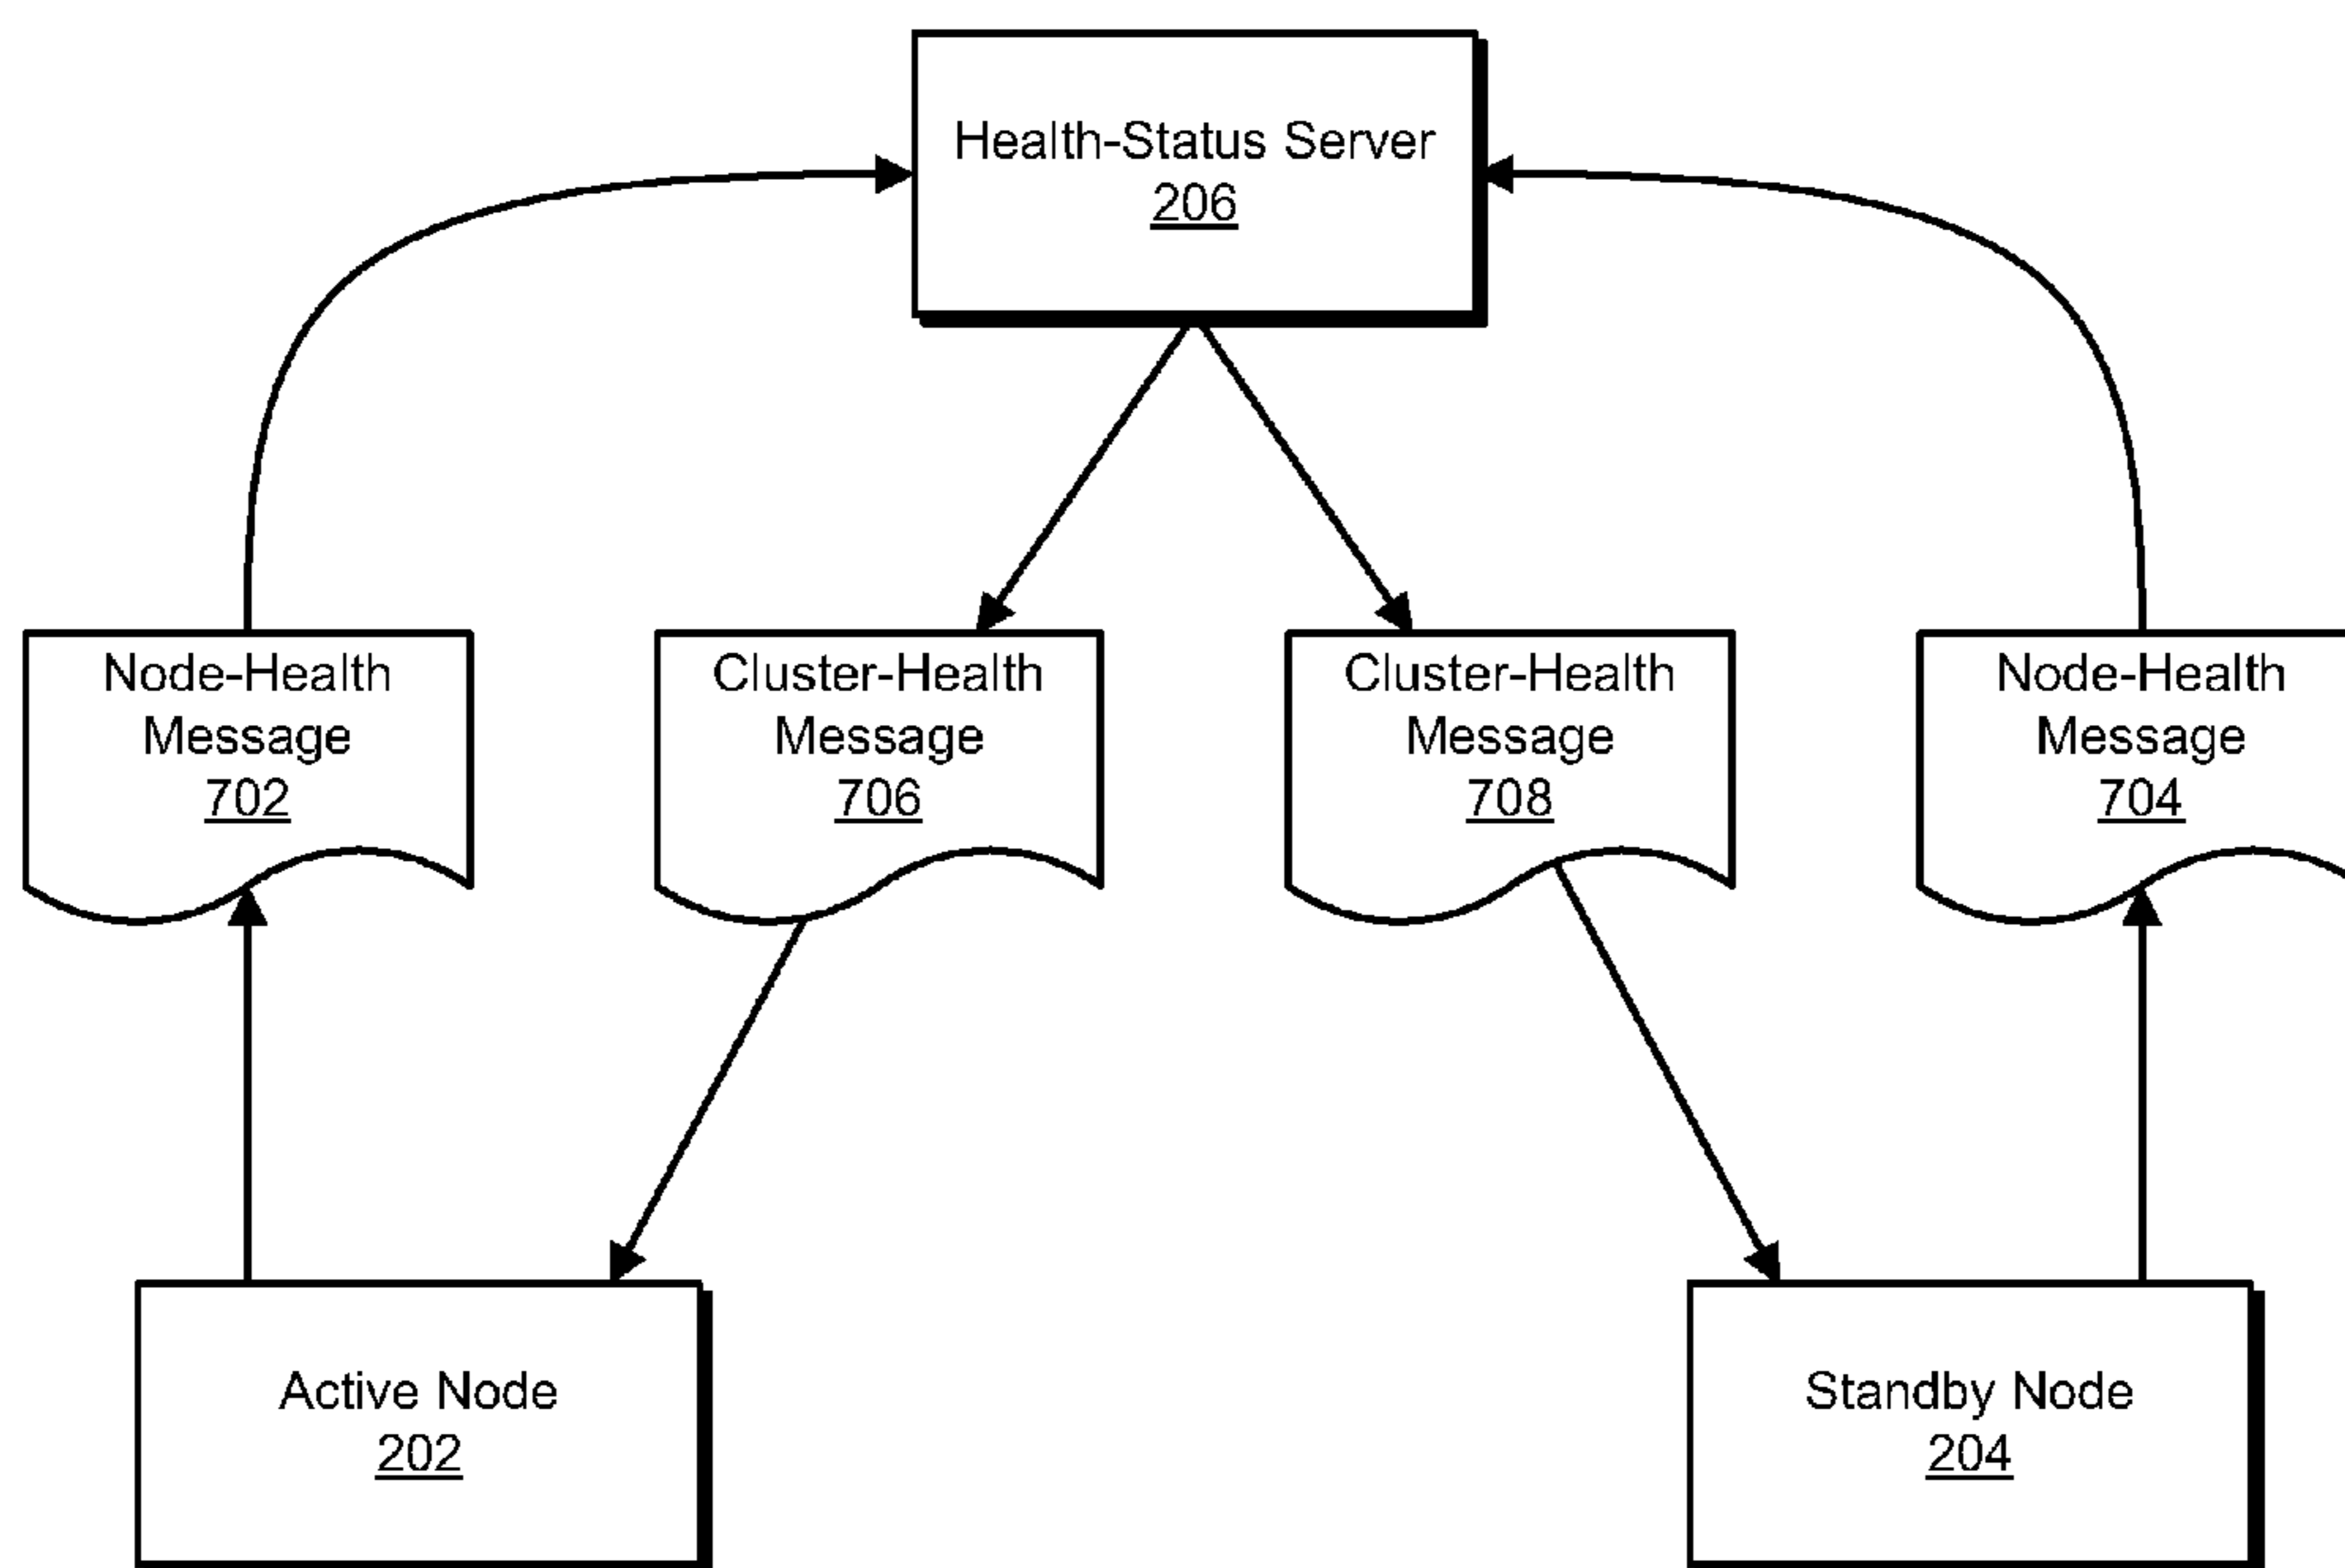 Health-Status Server
206
Node-Health
Message
702
Cluster-Health
Message
706
Cluster-Health
Message
708
Node-Health
Message
704
Active Node
202
Standby Node
204